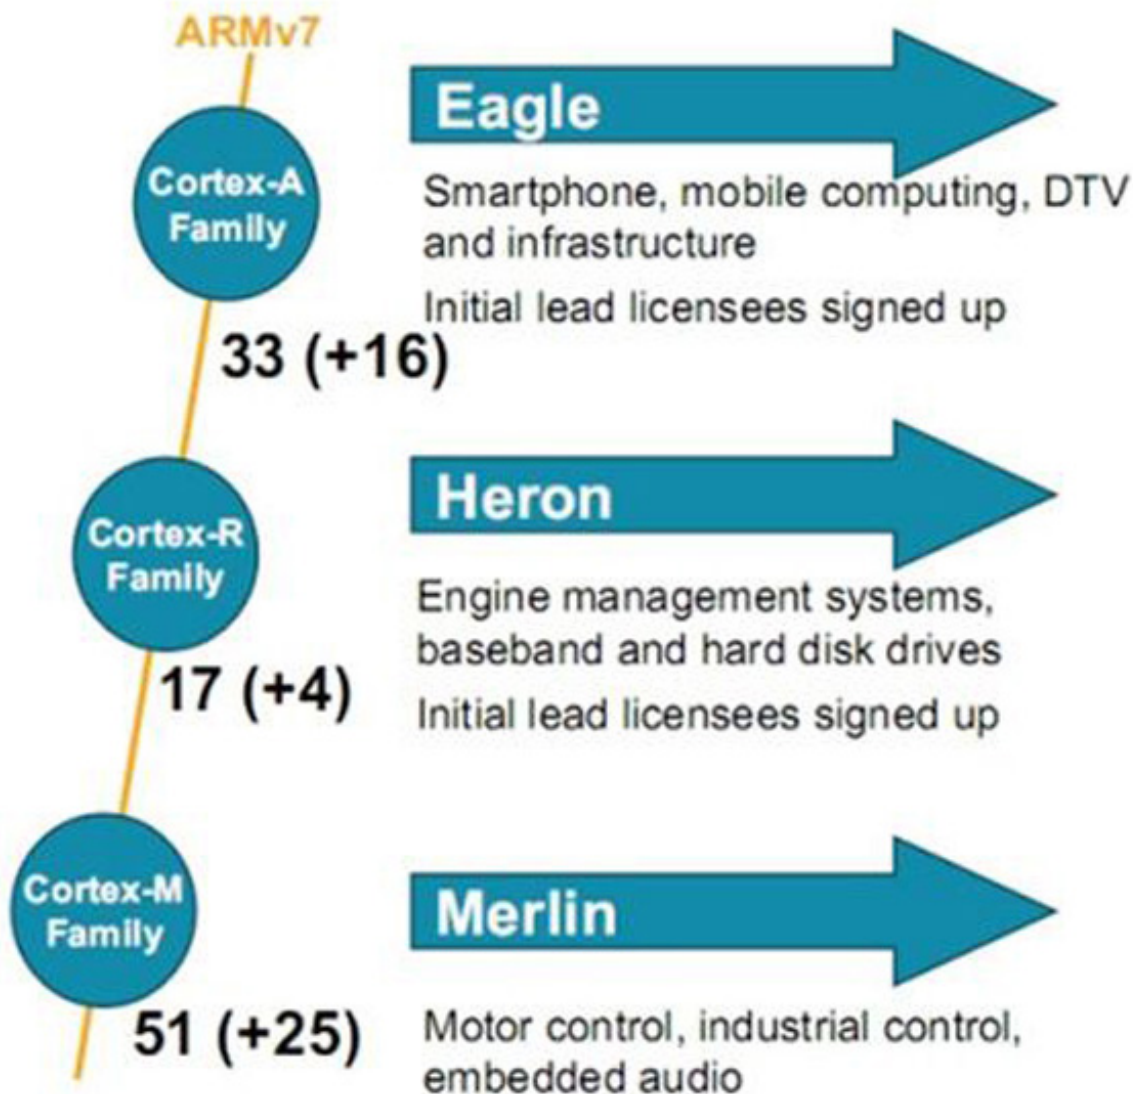 ARMv7
Cortex-A
Family
Eagle
Smartphone, mobile computing, DTV
and infrastructure
Initial lead licensees signed up
33 (+16)
Cortex-R
Family
Heron
Engine management systems,
baseband and hard disk drives
Initial lead licensees signed up
17 (+4)
Cortex-M
Family
Merlin
Motor control, industrial control,
embedded audio
51 (+25)